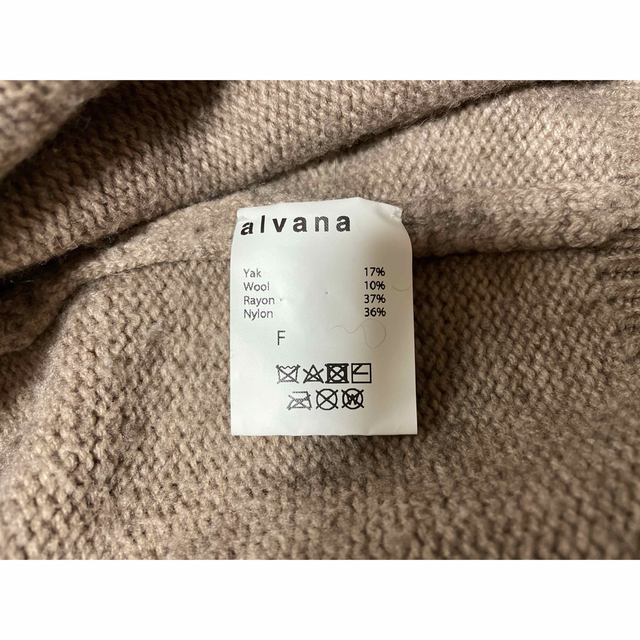 alvana
Yak 17%
Wool 10%
Rayon 37%
Nylon 36%
F